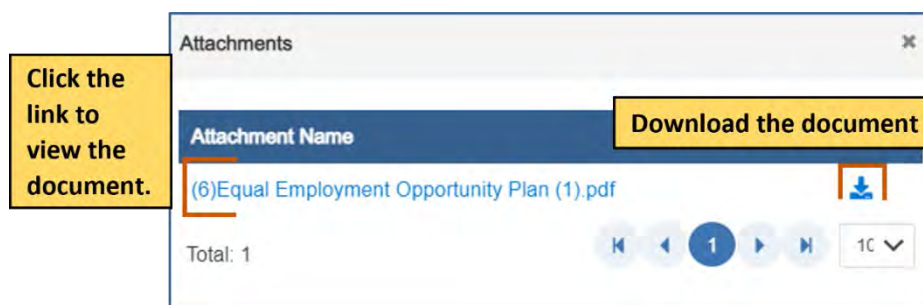 Attachments
Click the
link to
view the
document.
Attachment Name
Download the document
(6)Equal Employment Opportunity Plan (1).pdf
Total: 1
1
10